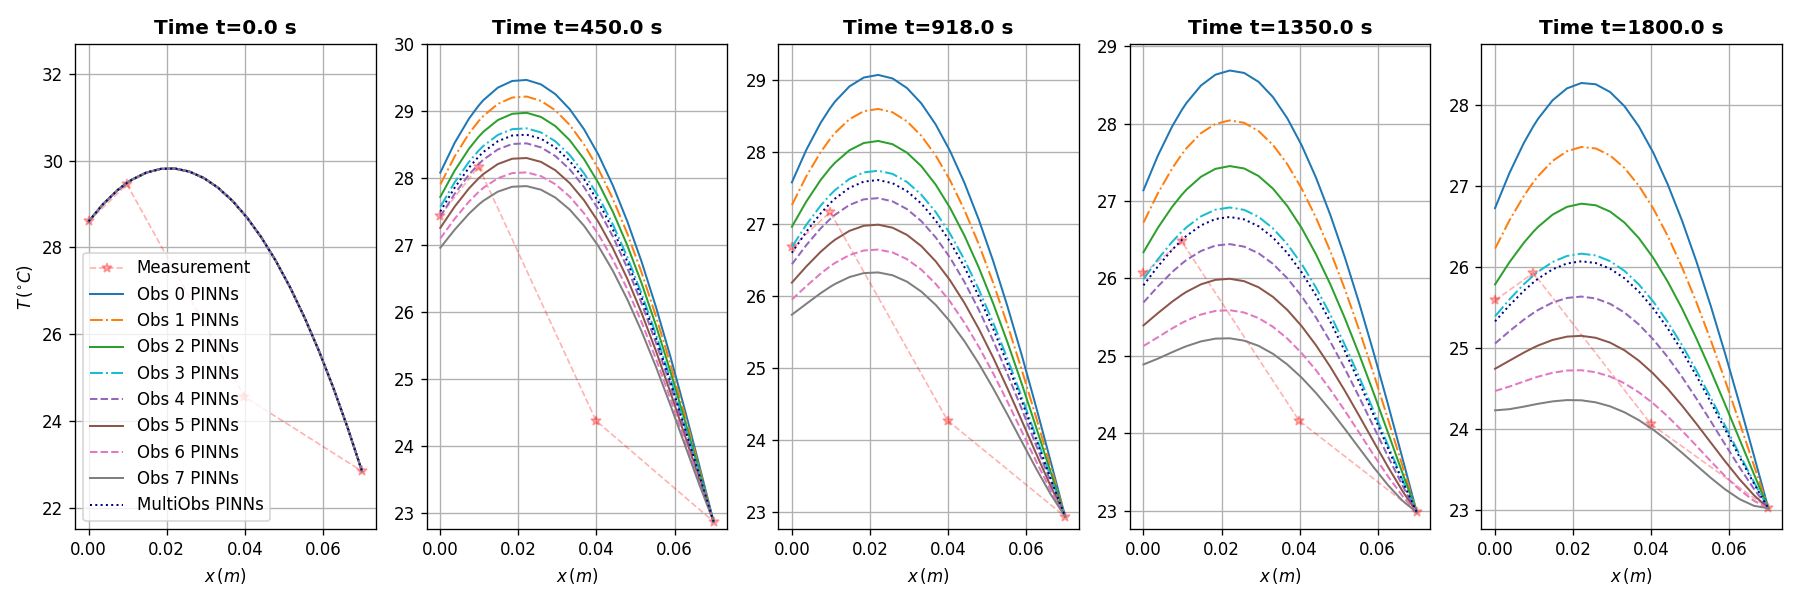 Time t=0.0 s
Time t=450.0 s
Time t=918.0 s
Time t=1350.0 s
Time t=1800.0 s
T (°C)
32
30
28
26
24
22
Measurement
Obs 0 PINNs
Obs 1 PINNs
Obs 2 PINNs
Obs 3 PINNs
Obs 4 PINNs
Obs 5 PINNs
Obs 6 PINNs
Obs 7 PINNs
MultiObs PINNs
0.00 0.02 0.04 0.06
x (m)
30
29
28
27
26
25
24
23
0.00 0.02 0.04 0.06
x (m)
29
28
27
26
25
24
23
0.00 0.02 0.04 0.06
x (m)
29
28
27
26
25
24
23
0.00 0.02 0.04 0.06
x (m)
28
27
26
25
24
23
0.00 0.02 0.04 0.06
x (m)